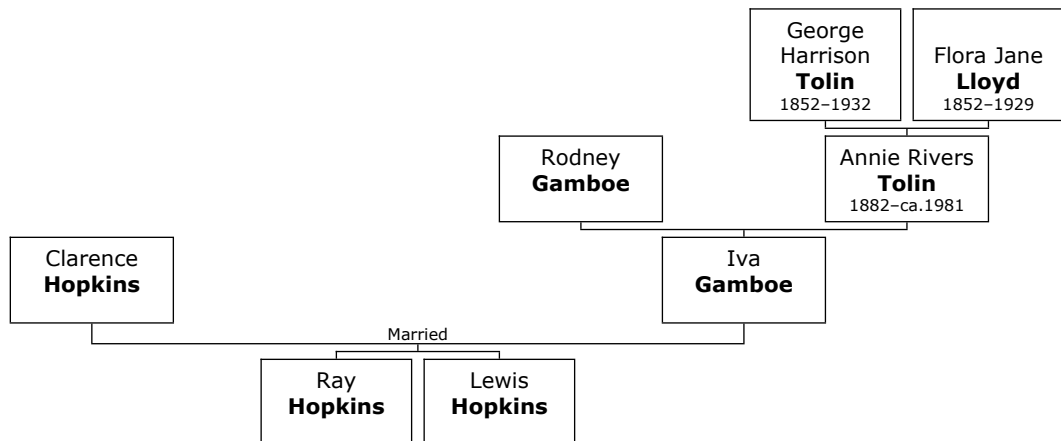 George
Harrison
Tolin
1852–1932
Flora Jane
Lloyd
1852–1929
Rodney
Gamboe
Annie Rivers
Tolin
1882–ca.1981
Clarence
Hopkins
Iva
Gamboe
Married
Ray
Hopkins
Lewis
Hopkins